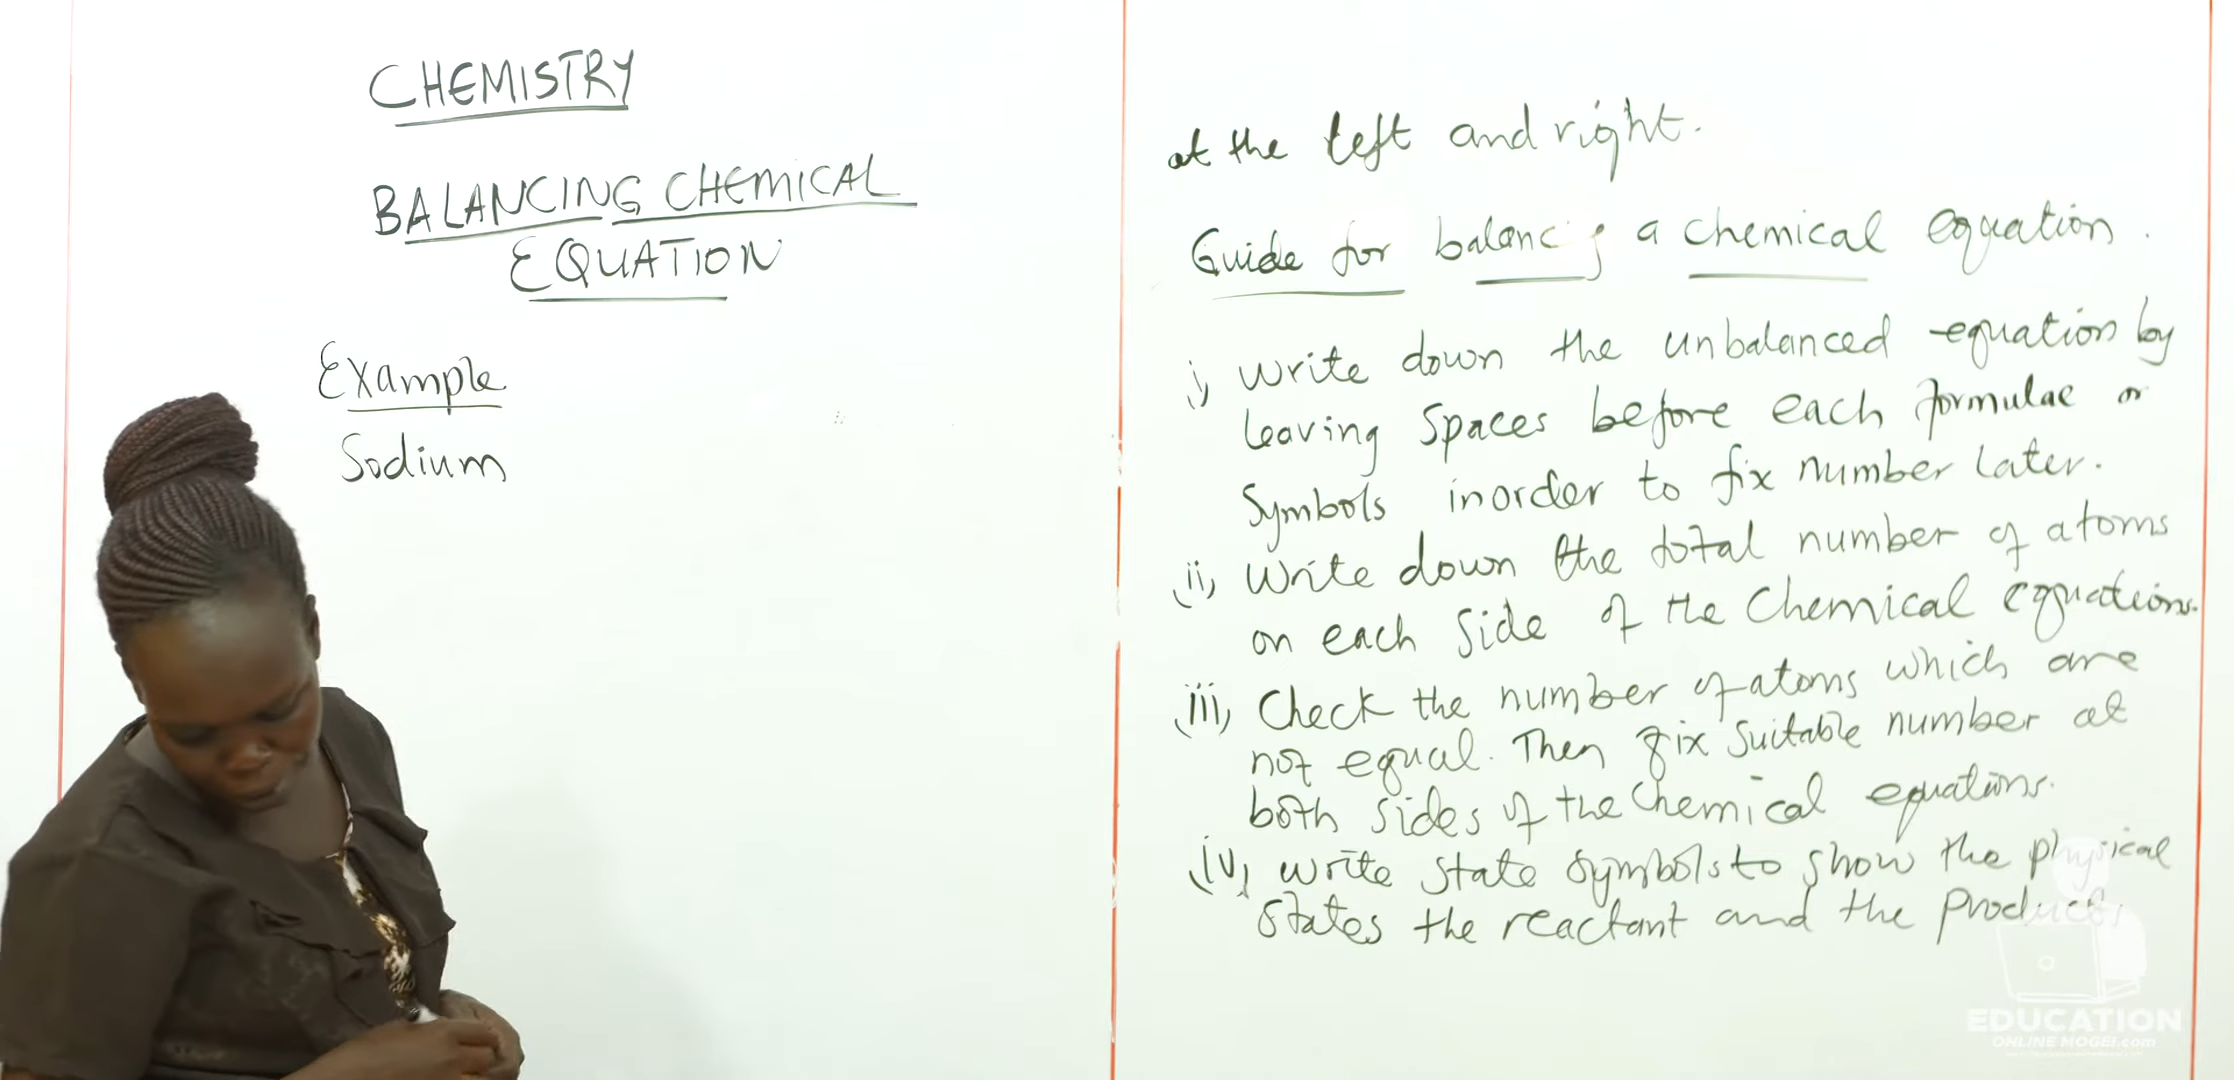 CHEMISTRY
BALANCING CHEMICAL
EQUATION
Example
Sodium
at the left and right.
Guide for balanc g a chemical equation.
i, write down the unbalanced equation by
leaving spaces before each formulae or
Symbols inorder to fix number later.
(ii, Write down the total number of atoms
on each side of the Chemical equations.
(iii, Check the number of atoms which are
not equal. Then fix suitable number at
both sides of the chemical equations.
(iv, write state symbols to show the physical
states the reactant and the products
EDUCATION
ONLINE MOGEI.com